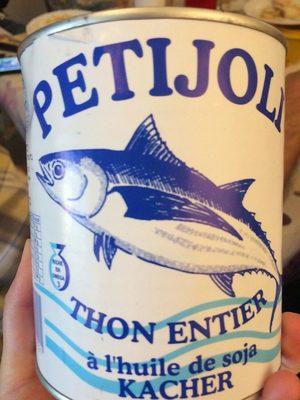 PETIJOLI
THON ENTIER
à l'huile de soja
KACHER